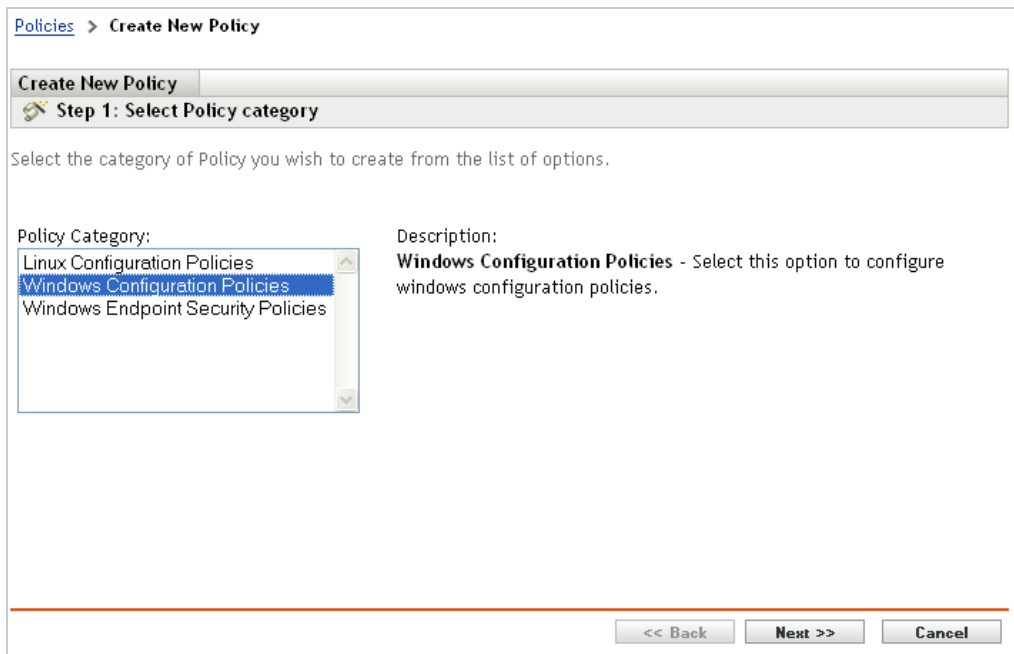 Policies > Create New Policy
Create New Policy
Step 1: Select Policy category
Select the category of Policy you wish to create from the list of options.
Policy Category:
Linux Configuration Policies
Windows Configuration Policies
Windows Endpoint Security Policies
Description:
Windows Configuration Policies - Select this option to configure
windows configuration policies.
<< Back
Next >>
Cancel